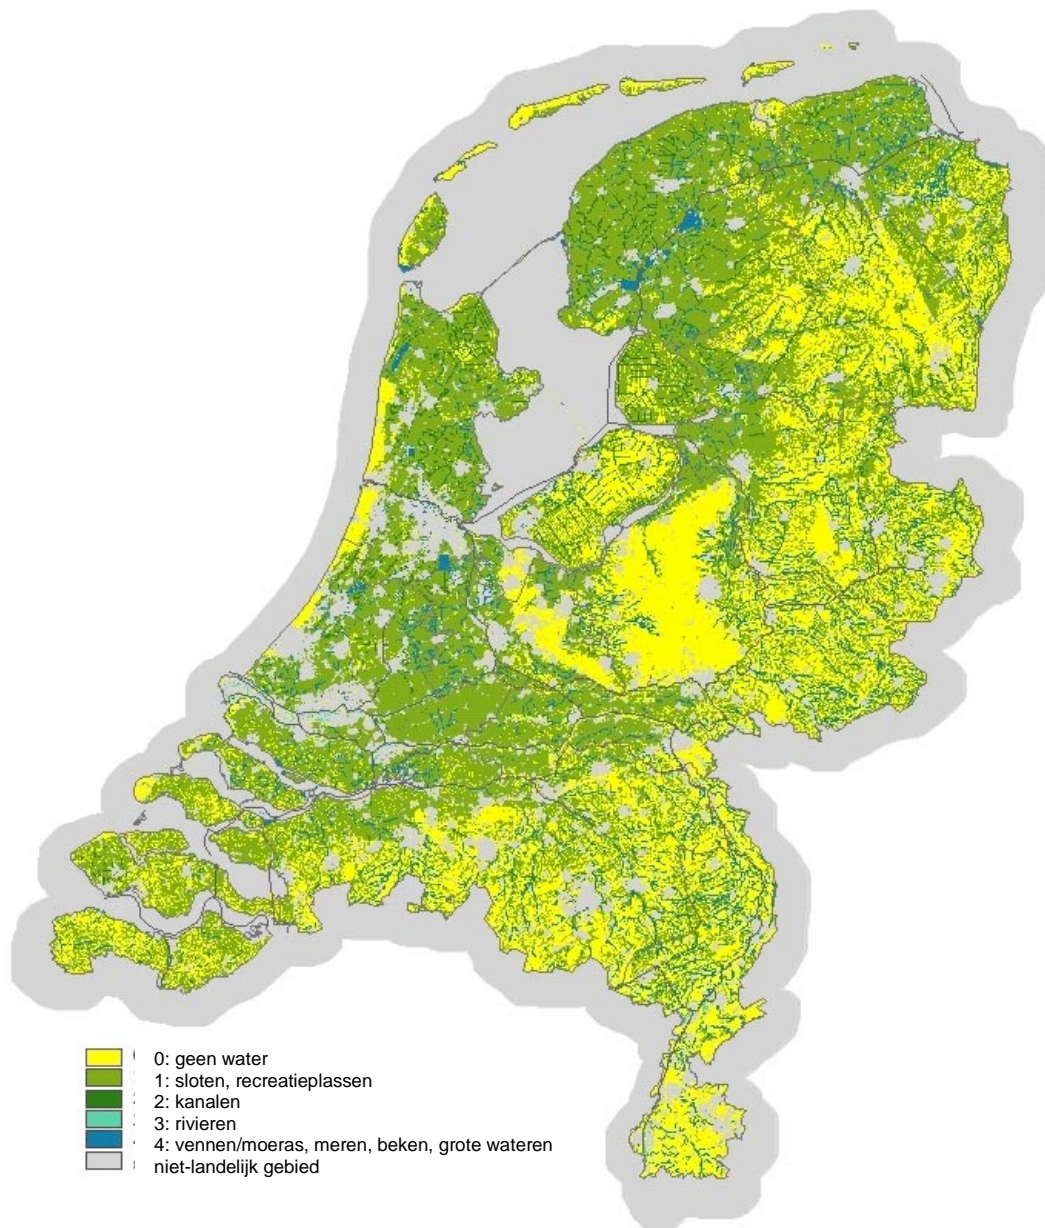 0: geen water
1: sloten, recreatieplassen
2: kanalen
3: rivieren
4: vennen/moeras, meren, beken, grote wateren
niet-landelijk gebied